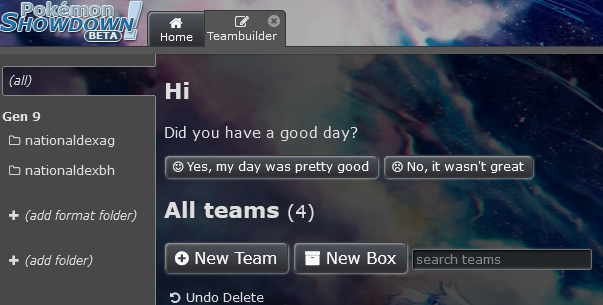 Pokémon
SHOWDOWN!
BETA
Home
Teambuilder
(all)
Gen 9
nationaldexag
nationaldexbh
(add format folder)
(add folder)
Hi
Did you have a good day?
Yes, my day was pretty good
No, it wasn't great
All teams (4)
New Team
New Box
search teams
Undo Delete